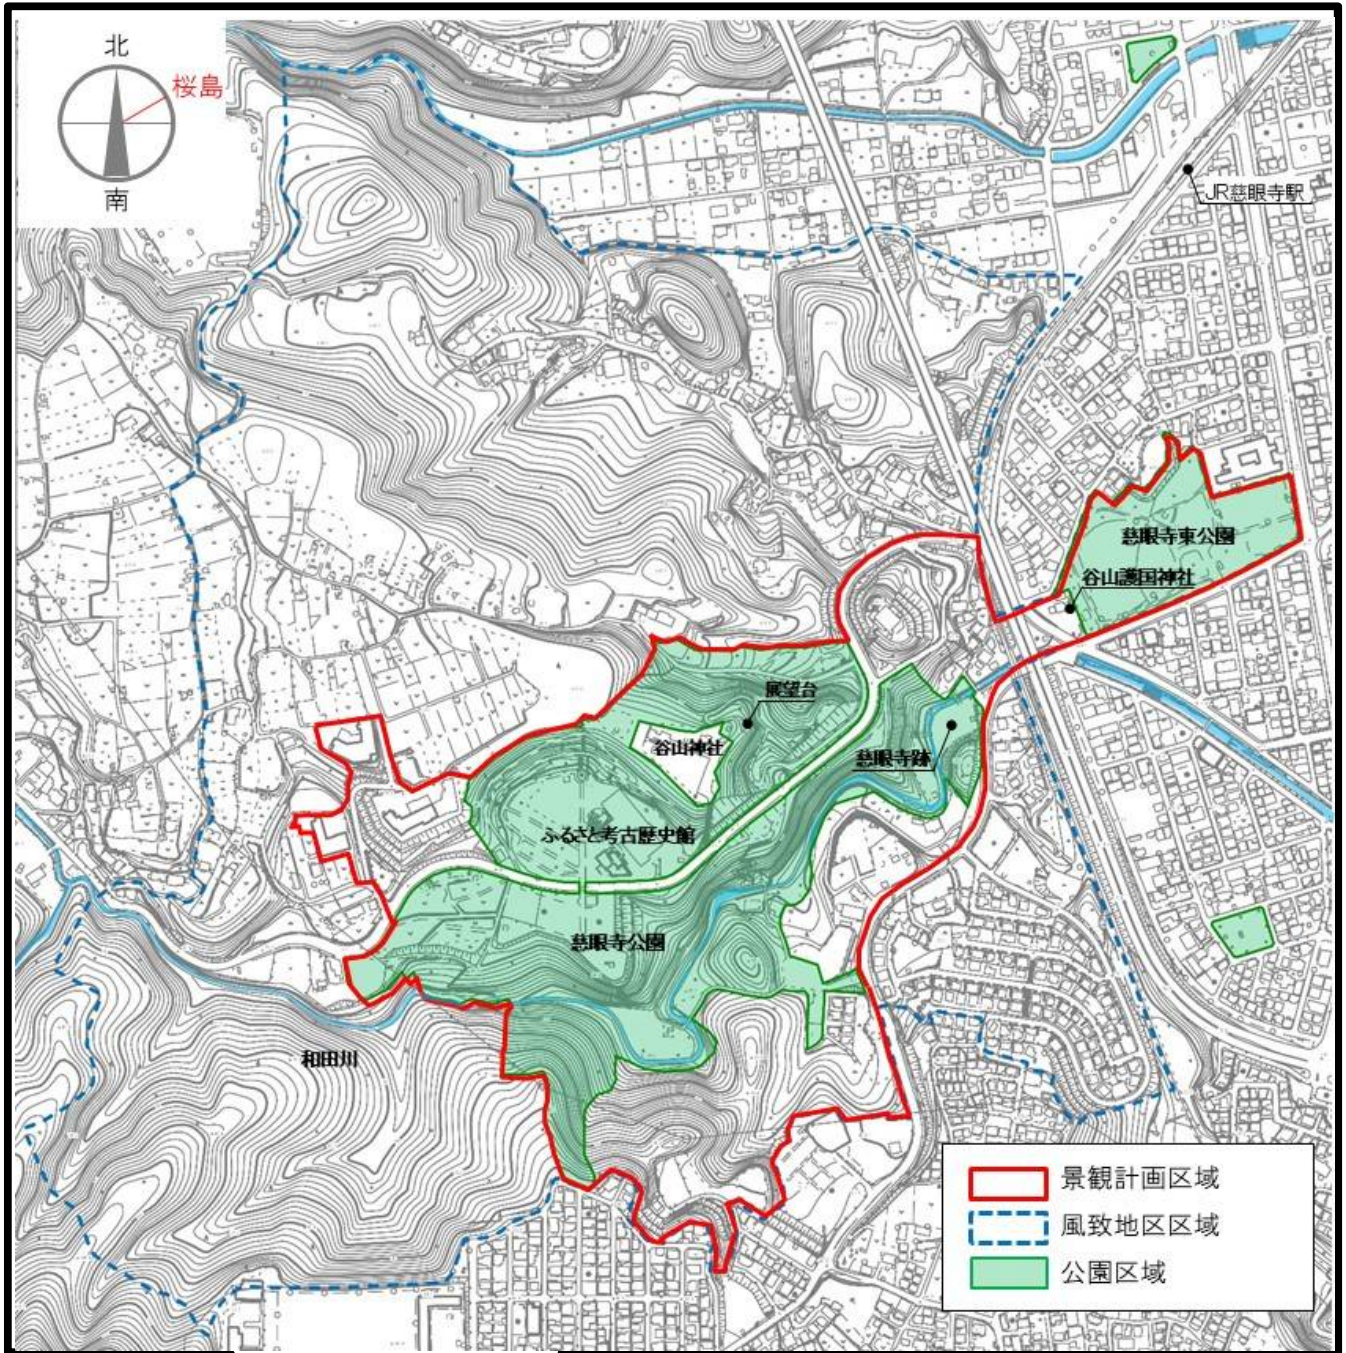 北
桜島
南
JR慈眼寺駅
慈眼寺東公園
谷山護国神社
展望台
谷山神社
慈眼寺跡
ふるさと考古歴史館
慈眼寺公園
和田川
景観計画区域
風致地区区域
公園区域